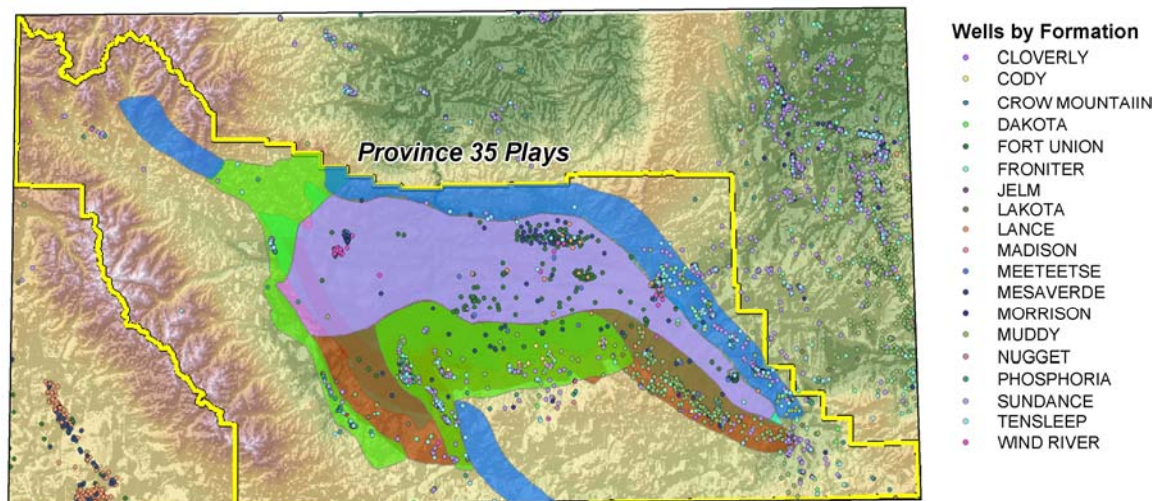 Province 35 Plays
Wells by Formation
CLOVERLY
CODY
CROW MOUNTAIIN
DAKOTA
FORT UNION
FRONITER
JELM
LAKOTA
LANCE
MADISON
MEETEETSE
MESAVERDE
MORRISON
MUDDY
NUGGET
PHOSPHORIA
SUNDANCE
TENSLEEP
WIND RIVER